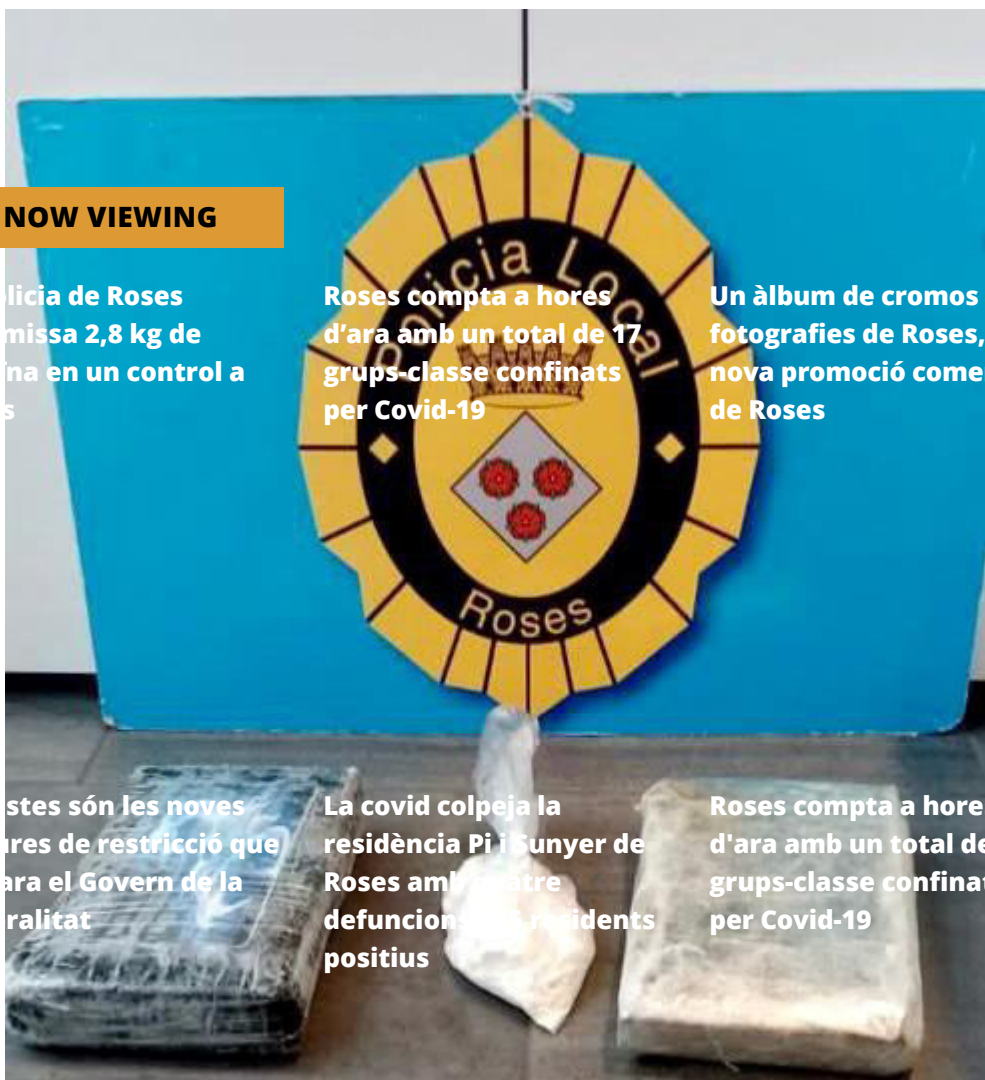 Policia Local
NOW VIEWING
licia de Roses
missa 2,8 kg de
ïna en un control a
s
Roses compta a hores
d’ara amb un total de 17
grups-classe confinats
per Covid-19
Un àlbum de cromos
fotografies de Roses,
nova promoció come
de Roses
Roses
stes són les noves
ures de restricció que
ara el Govern de la
ralitat
La covid colpeja la
residència Pi i Sunyer de
Roses amb
defuncions
positius
Roses compta a hore
d'ara amb un total de
grups-classe confinat
per Covid-19